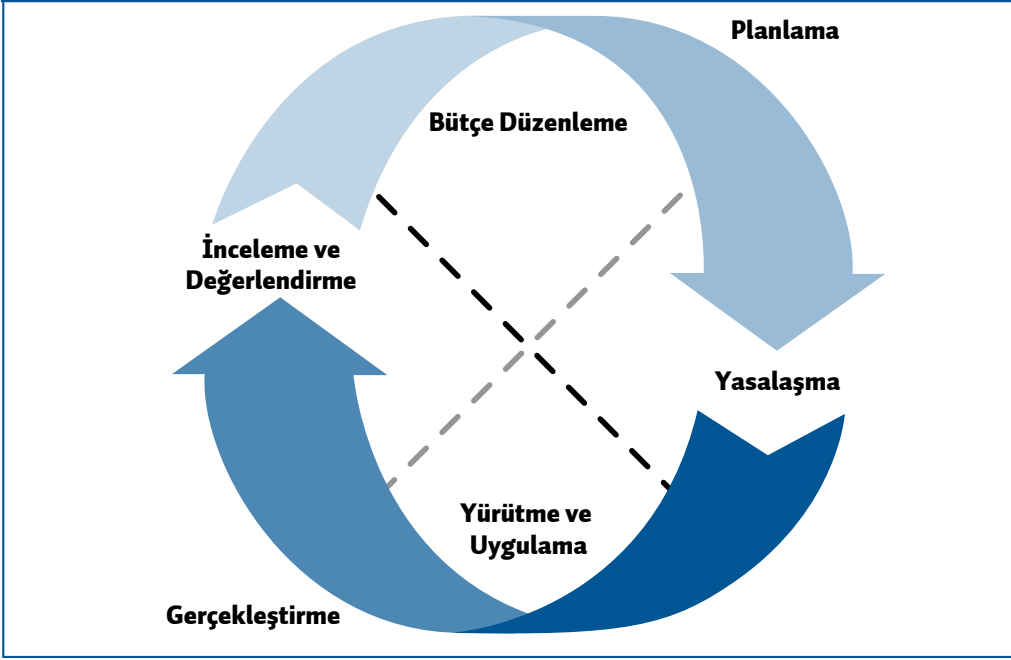 Planlama
Bütçe Düzenleme
İnceleme ve
Değerlendirme
Yasalaşma
Yürütme ve
Uygulama
Gerçekleştirme